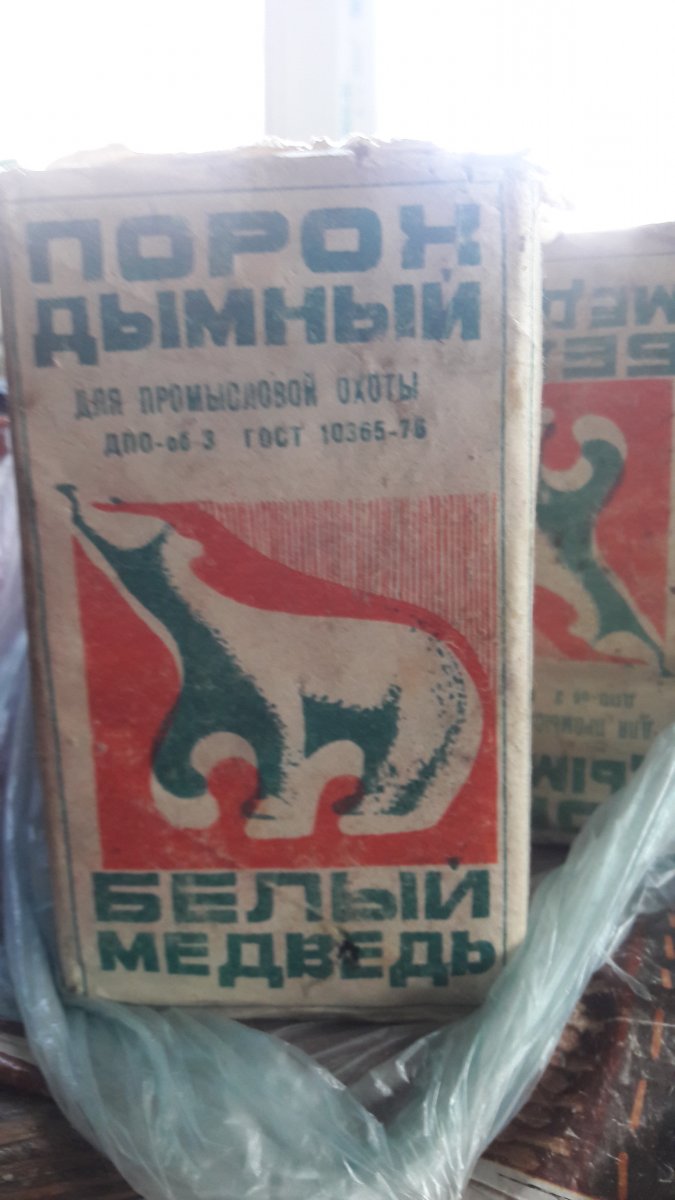 ПОРОХ
ДЫМНЫЙ
ДЛЯ ПРОМЫСЛОВОЙ ОХОТЫ
ДПО-об 3 ГОСТ 10365-76
БЕЛЫЙ
МЕДВЕДЬ